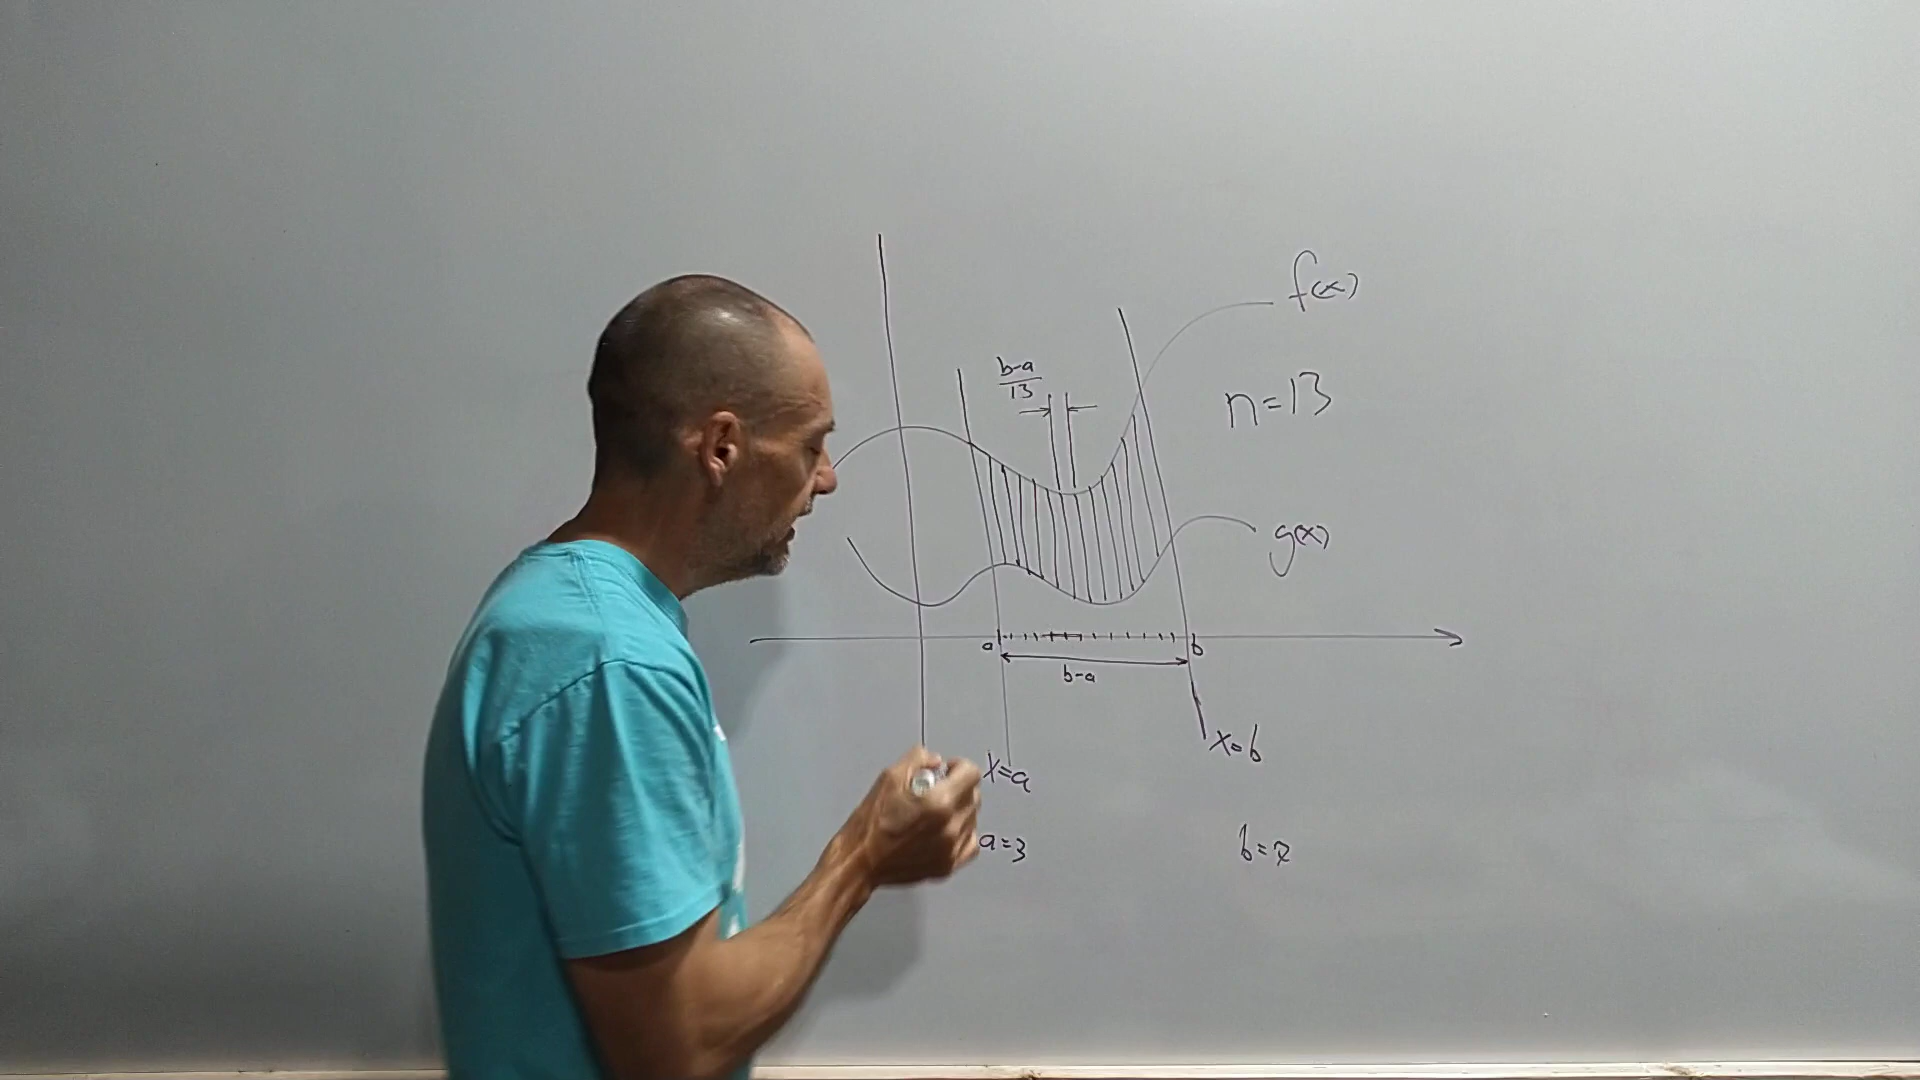 f(x)
b-a
13
n=13
g(x)
a
b
b-a
x=b
x=a
a=3